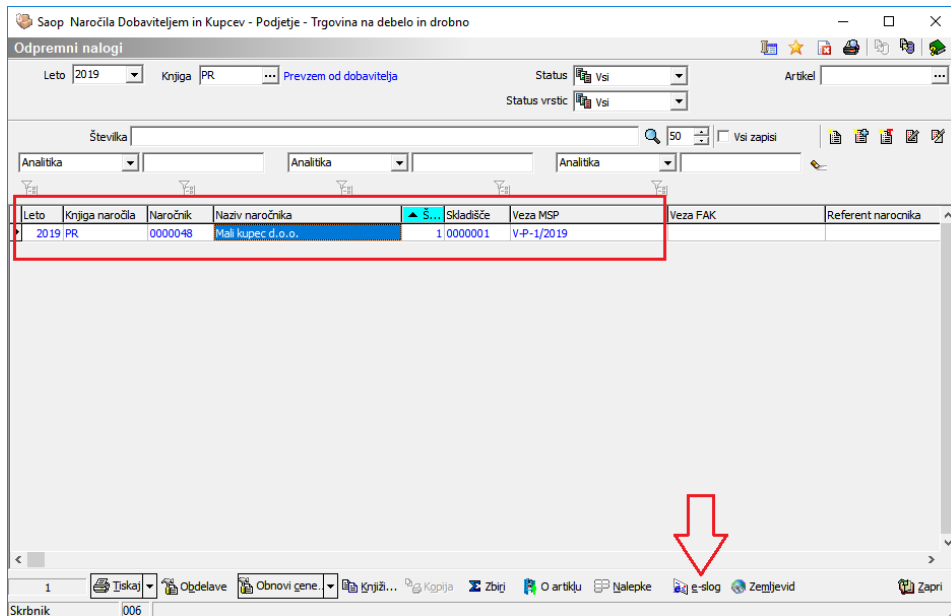 Saop Naročila Dobaviteljem in Kupcev - Podjetje - Trgovina na debelo in drobno
Odpremni nalogi
Leto 2019 Knjiga PR ... Prevzem od dobavitelja Status Vsi Artikel ...
Status vrstic Vsi
Številka 50 Vsi zapisi
Analitika Analitika Analitika
Leto Knjiga naročila Naročnik Naziv naročnika Š... Skladišče Veza MSP Veza FAK Referent narocnika
2019 PR 0000048 Mali kupec d.o.o. 1 0000001 V-P-1/2019
1 Tiskaj Obdelave Obnovi cene... Knjiži... Kopija Zbirj O artiklu Nalepke e-slog Zemljevid Zapri
Skrbnik 006